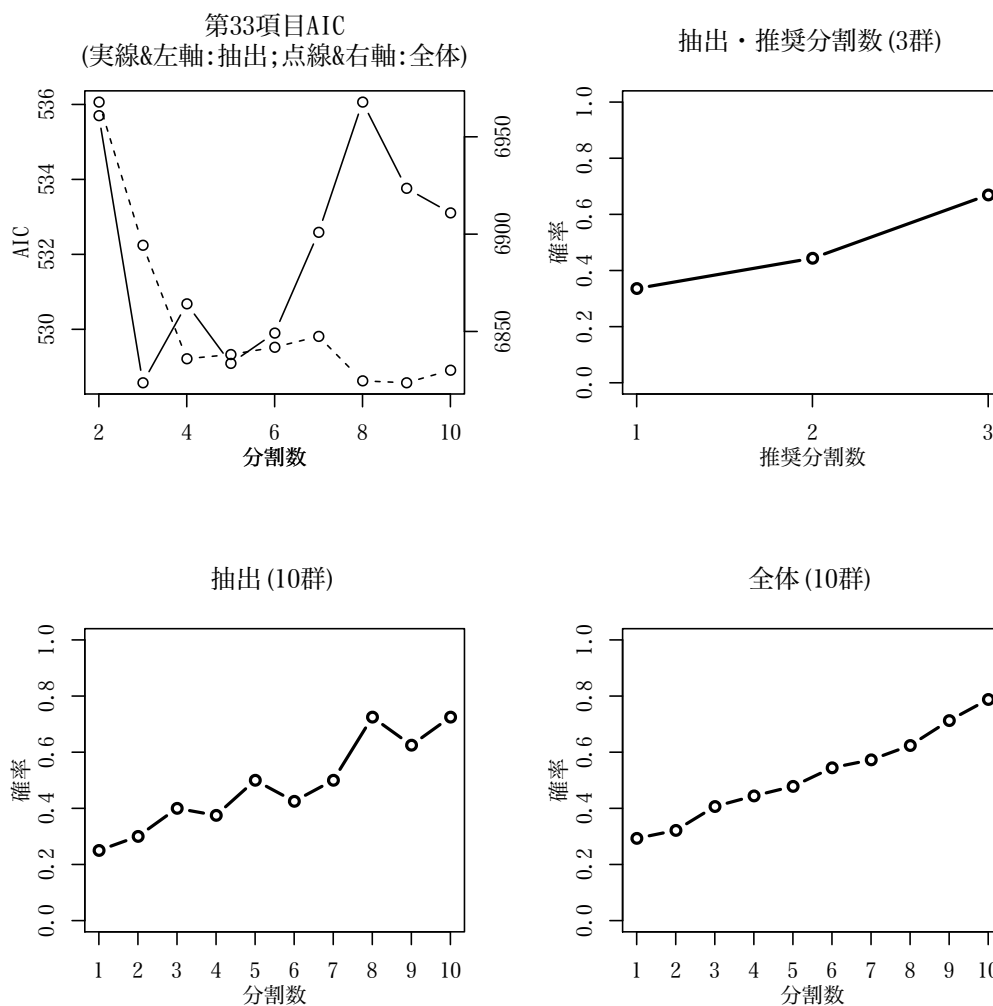 第33項目AIC
(実線&左軸:抽出;点線&右軸:全体)
AIC
530 532 534 536
6850 6900 6950
2 4 6 8 10
分割数
抽出・推奨分割数 (3群)
確率
0.0 0.2 0.4 0.6 0.8 1.0
1 2 3
推奨分割数
抽出 (10群)
確率
0.0 0.2 0.4 0.6 0.8 1.0
1 2 3 4 5 6 7 8 9 10
分割数
全体 (10群)
確率
0.0 0.2 0.4 0.6 0.8 1.0
1 2 3 4 5 6 7 8 9 10
分割数